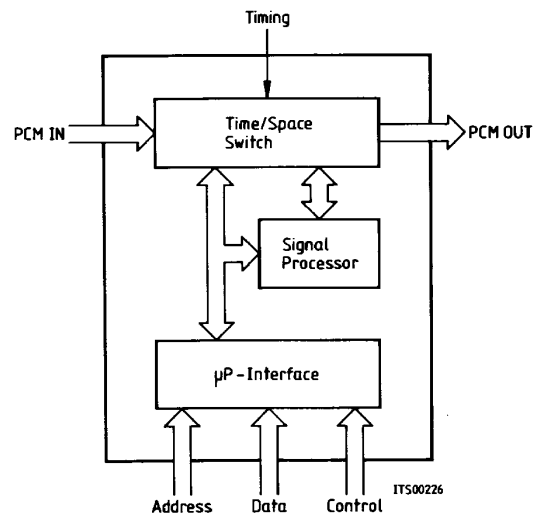 Timing
Time/Space
Switch
PCM IN
PCM OUT
Signal
Processor
µP-Interface
ITS00226
Address Data Control